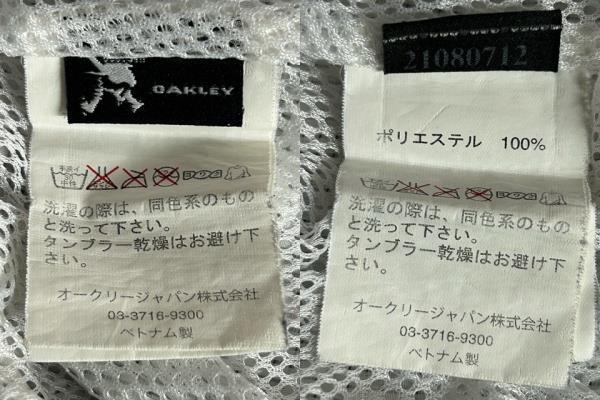 OAKLEY
手洗イ
30
中性
洗濯の際は、同色系のもの
と洗って下さい。
タンブラー乾燥はお避け下
さい。
オークリージャパン株式会社
03-3716-9300
ベトナム製
21080712
ポリエステル 100%
洗濯の際は、同色系のもの
と洗って下さい。
タンブラー乾燥はお避け下
さい。
オークリージャパン株式会社
03-3716-9300
ベトナム製